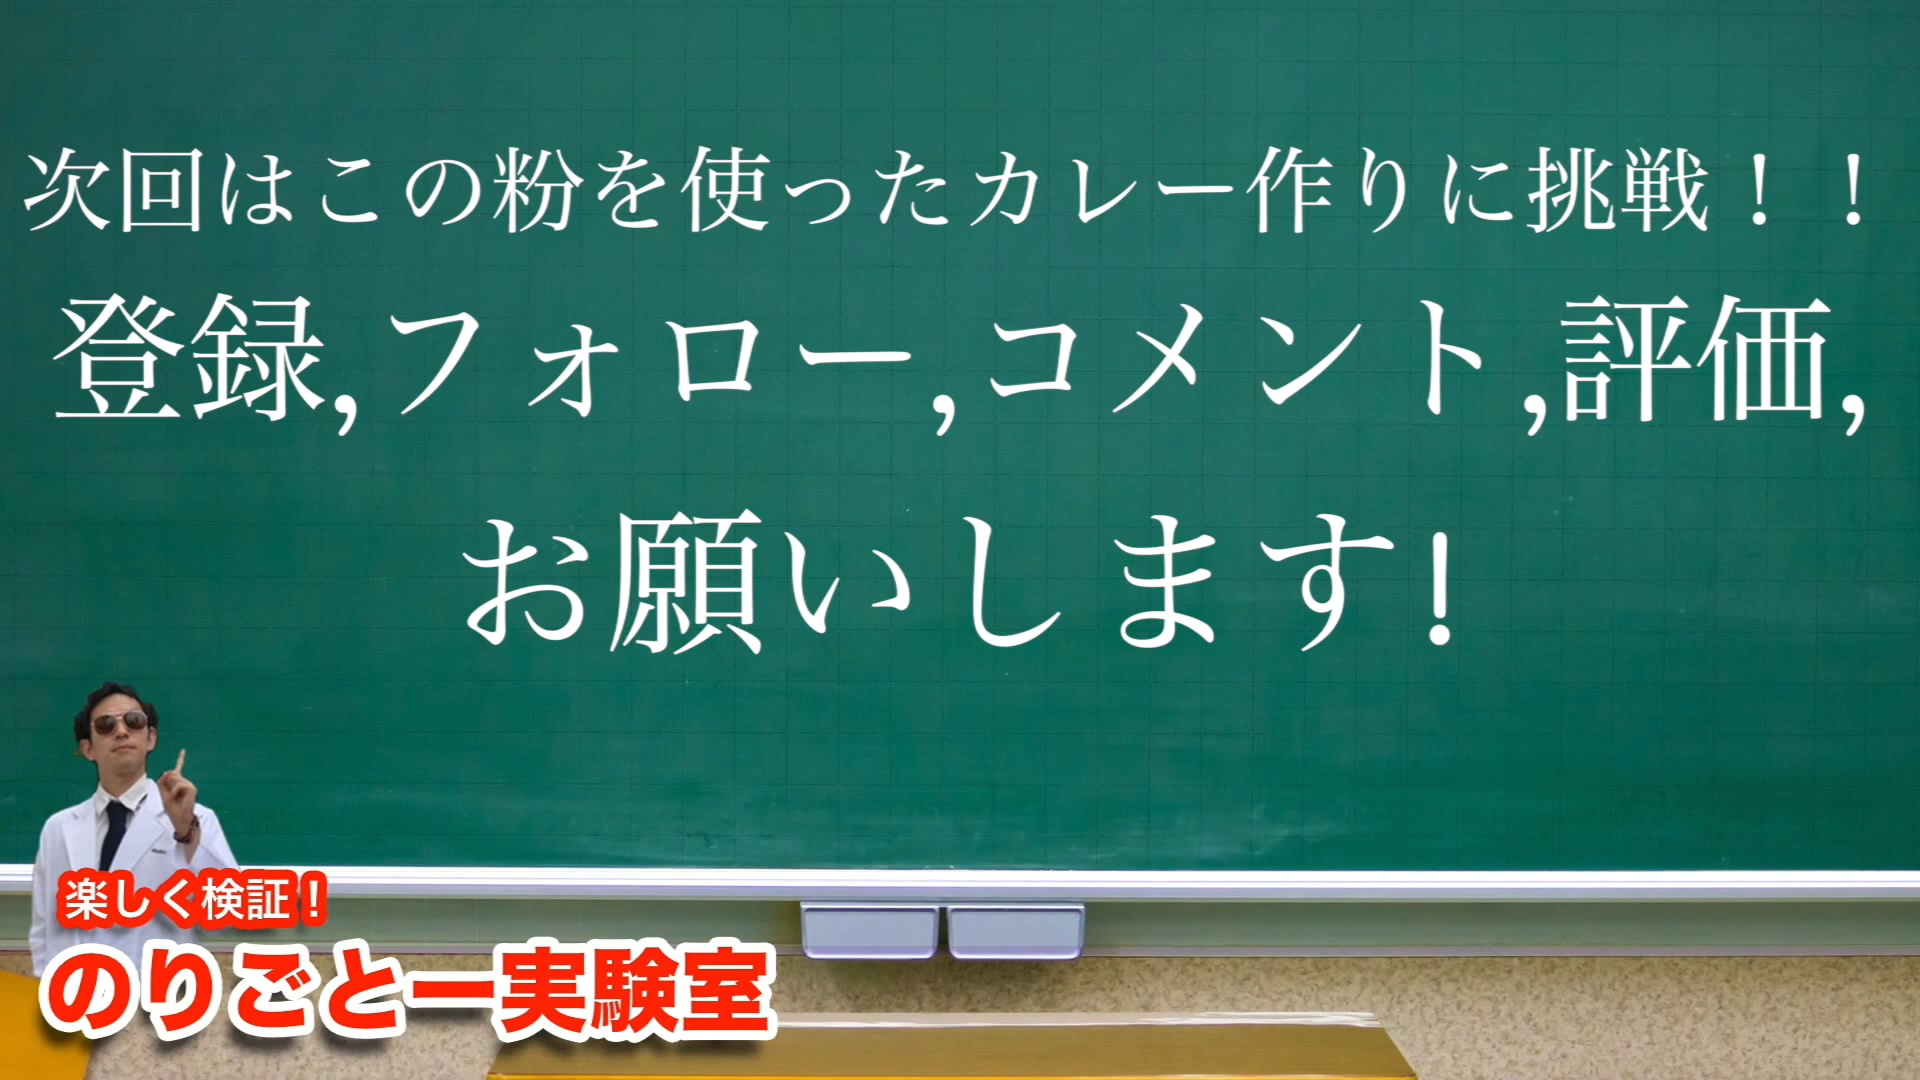 次回はこの粉を使ったカレー作りに挑戦！！
登録,フォロー,コメント,評価,
お願いします!
楽しく検証！
のりごとー実験室